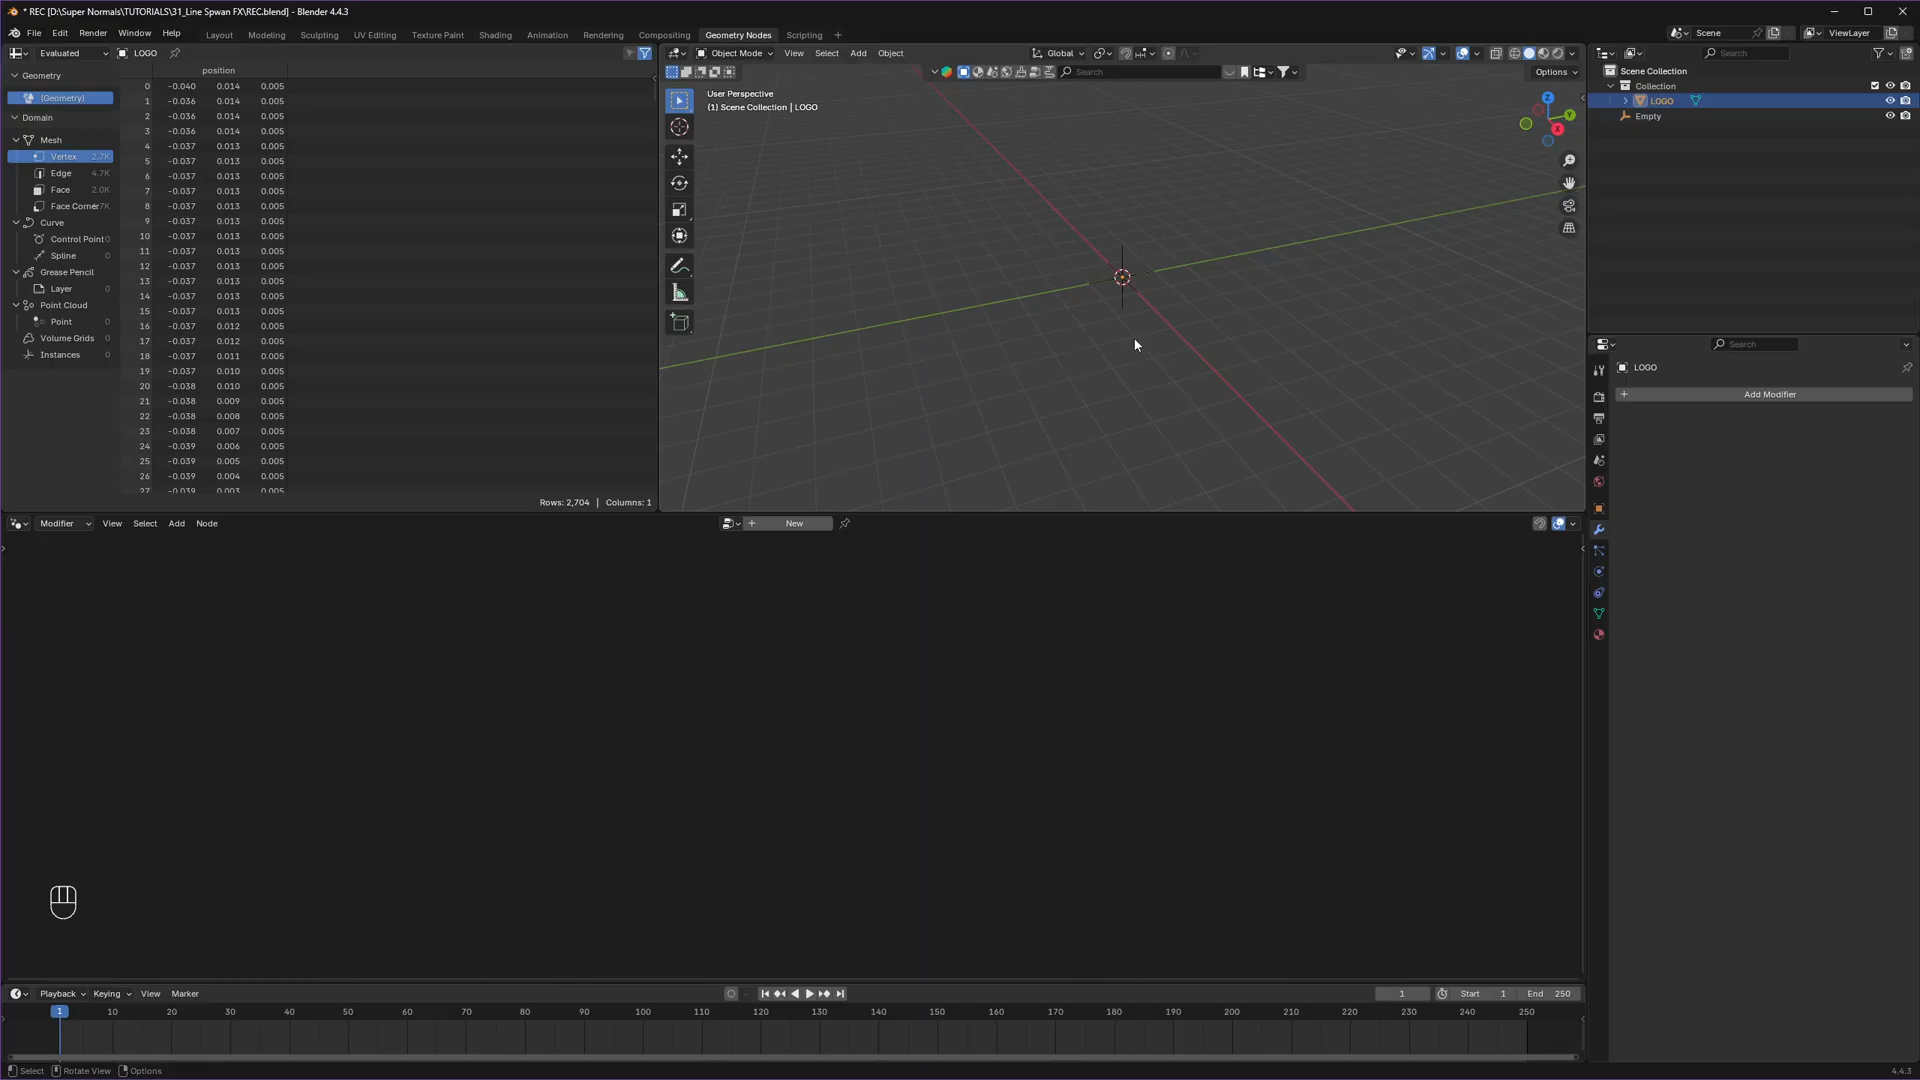 * REC [D:\Super Normals\TUTORIALS\31_Line Spwan FX\REC.blend] - Blender 4.4.3
File Edit Render Window Help Layout Modeling Sculpting UV Editing Texture Paint Shading Animation Rendering Compositing Geometry Nodes Scripting + Scene ViewLayer
Evaluated LOGO
Object Mode View Select Add Object Global
Search
Options
Search
Geometry
(Geometry)
Domain
Mesh
Vertex 2.7K
Edge 4.7K
Face 2.0K
Face Corner 7K
Curve
Control Point 0
Spline 0
Grease Pencil
Layer 0
Point Cloud
Point 0
Volume Grids 0
Instances 0
position
0 -0.040 0.014 0.005
1 -0.036 0.014 0.005
2 -0.036 0.014 0.005
3 -0.036 0.014 0.005
4 -0.037 0.013 0.005
5 -0.037 0.013 0.005
6 -0.037 0.013 0.005
7 -0.037 0.013 0.005
8 -0.037 0.013 0.005
9 -0.037 0.013 0.005
10 -0.037 0.013 0.005
11 -0.037 0.013 0.005
12 -0.037 0.013 0.005
13 -0.037 0.013 0.005
14 -0.037 0.013 0.005
15 -0.037 0.013 0.005
16 -0.037 0.012 0.005
17 -0.037 0.012 0.005
18 -0.037 0.011 0.005
19 -0.037 0.010 0.005
20 -0.038 0.010 0.005
21 -0.038 0.009 0.005
22 -0.038 0.008 0.005
23 -0.038 0.007 0.005
24 -0.039 0.006 0.005
25 -0.039 0.005 0.005
26 -0.039 0.004 0.005
27 -0.039 0.003 0.005
Rows: 2,704 | Columns: 1
User Perspective
(1) Scene Collection | LOGO
Z
Y
X
Scene Collection
Collection
LOGO
Empty
Search
LOGO
+ Add Modifier
Modifier View Select Add Node
+ New
Playback Keying View Marker
1 Start 1 End 250
1 10 20 30 40 50 60 70 80 90 100 110 120 130 140 150 160 170 180 190 200 210 220 230 240 250
Select Rotate View Options
4.4.3